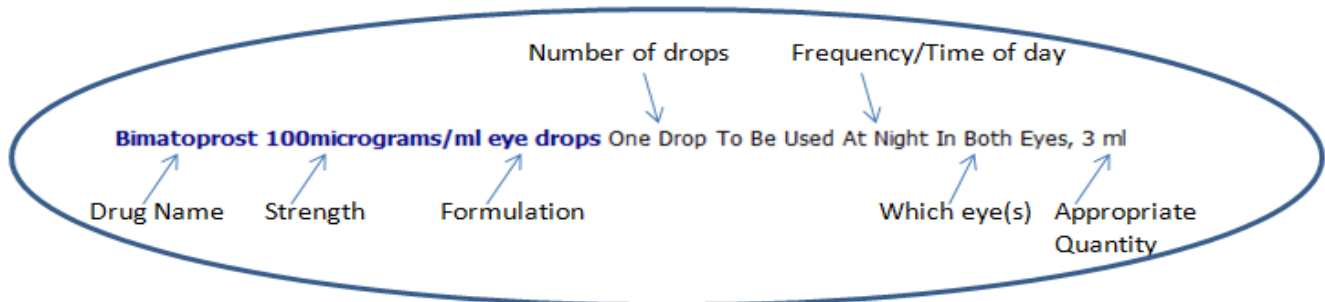 Number of drops Frequency/Time of day
Bimatoprost 100micrograms/ml eye drops One Drop To Be Used At Night In Both Eyes, 3 ml
Drug Name Strength Formulation Which eye(s) Appropriate
Quantity